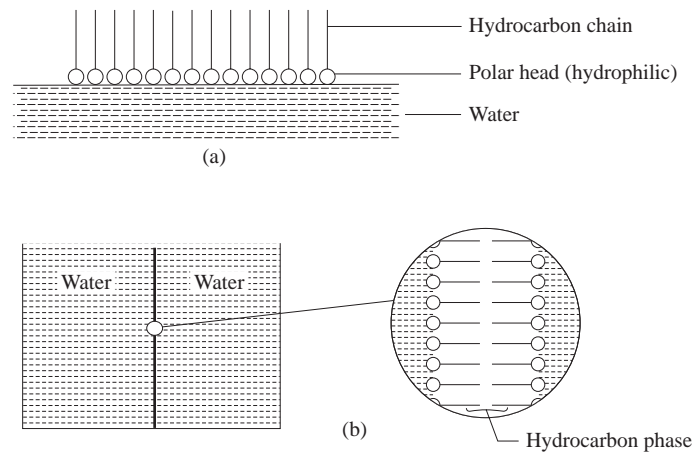 Hydrocarbon chain
Polar head (hydrophilic)
Water
(a)
Water
Water
(b)
Hydrocarbon phase